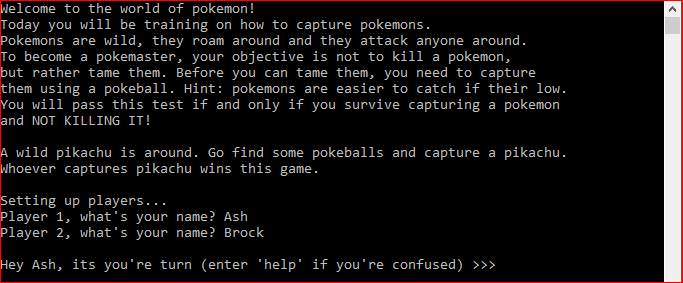 Welcome to the world of pokemon!
Today you will be training on how to capture pokemons.
Pokemons are wild, they roam around and they attack anyone around.
To become a pokemaster, your objective is not to kill a pokemon,
but rather tame them. Before you can tame them, you need to capture
them using a pokeball. Hint: pokemons are easier to catch if their low.
You will pass this test if and only if you survive capturing a pokemon
and NOT KILLING IT!
A wild pikachu is around. Go find some pokeballs and capture a pikachu.
Whoever captures pikachu wins this game.
Setting up players...
Player 1, what's your name? Ash
Player 2, what's your name? Brock
Hey Ash, its you're turn (enter 'help' if you're confused) >>>